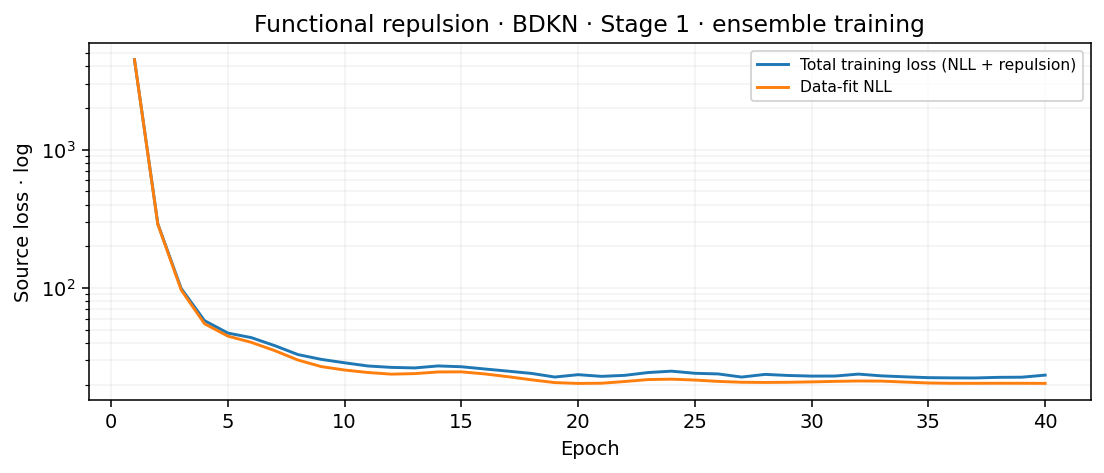 Functional repulsion · BDKN · Stage 1 · ensemble training
Total training loss (NLL + repulsion)
Data-fit NLL
Source loss · log
10³
10²
0 5 10 15 20 25 30 35 40
Epoch